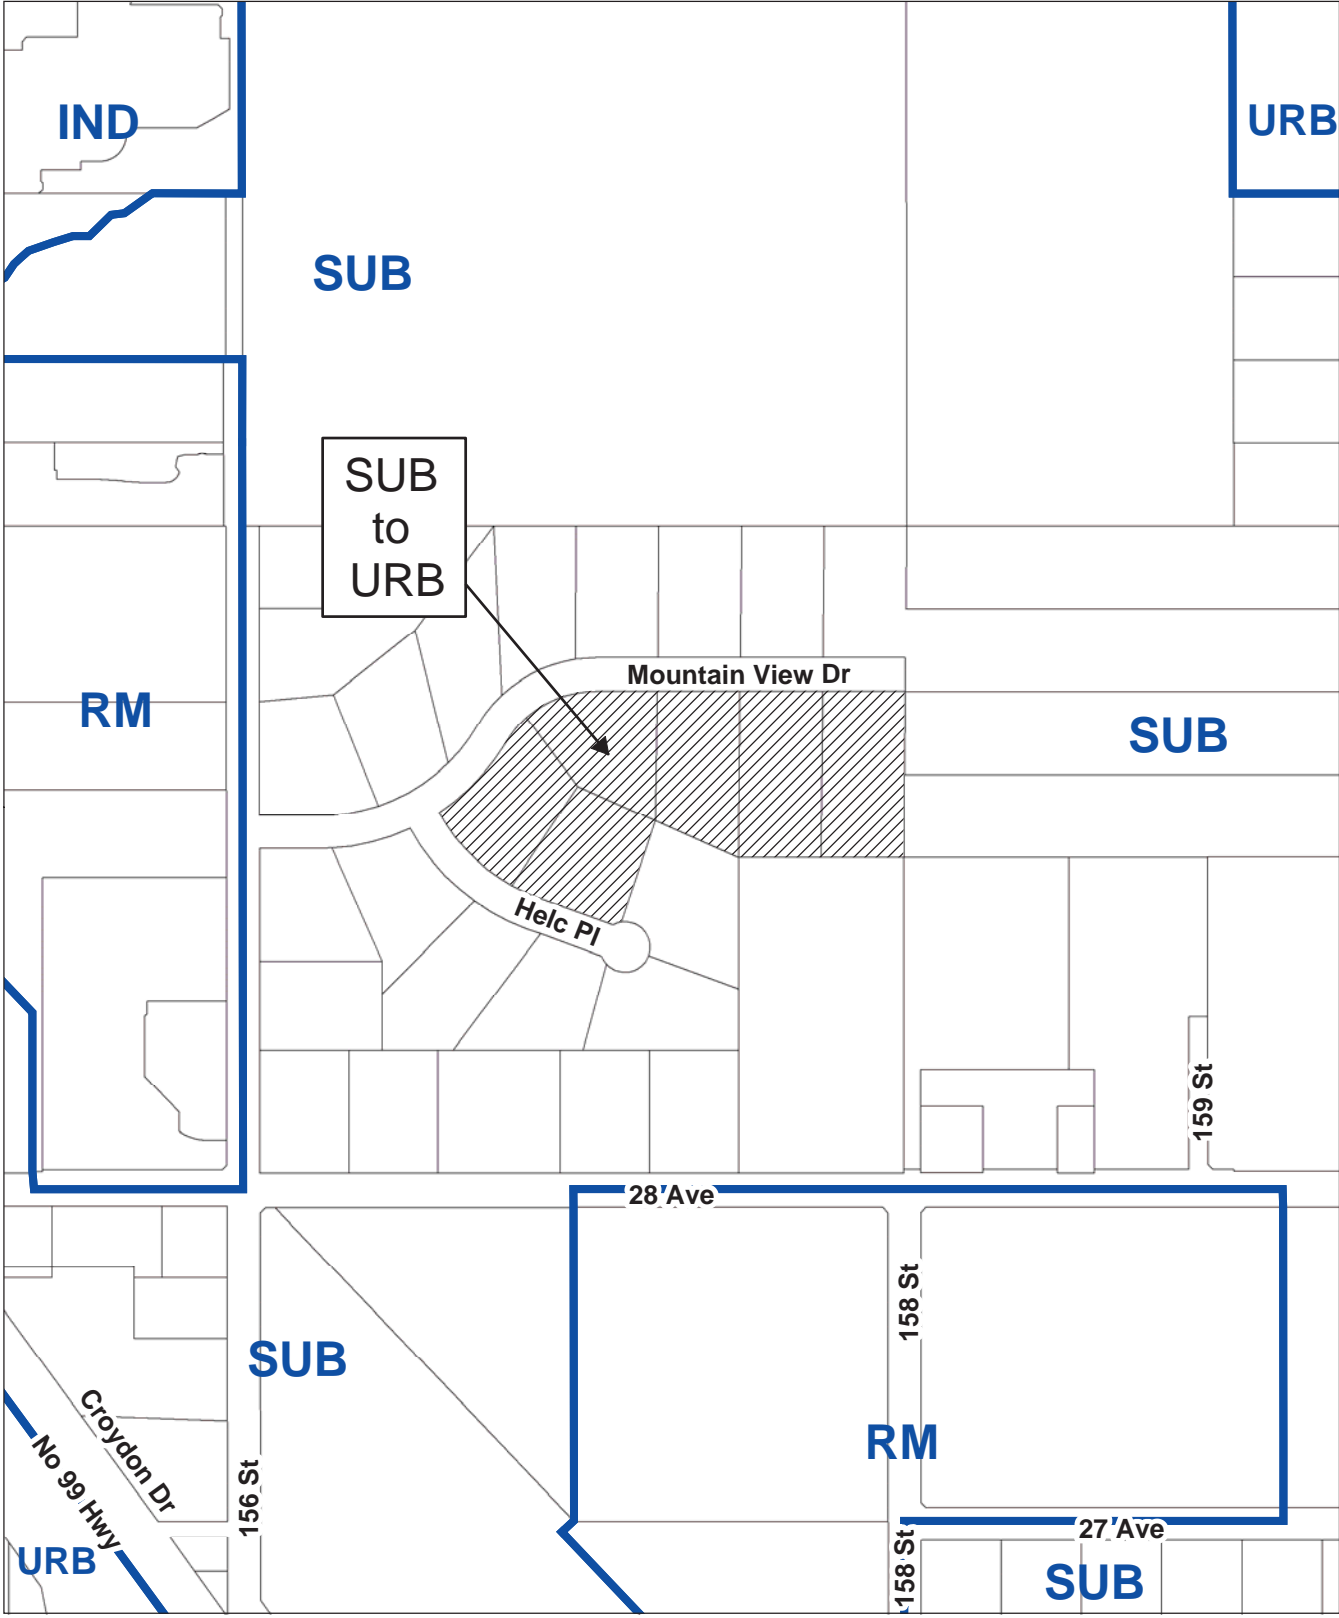 IND
URB
SUB
SUB
to
URB
Mountain View Dr
RM
SUB
Helc Pl
159 St
28 Ave
158 St
SUB
Croydon Dr
RM
No 99 Hwy
156 St
27 Ave
158 St
URB
SUB